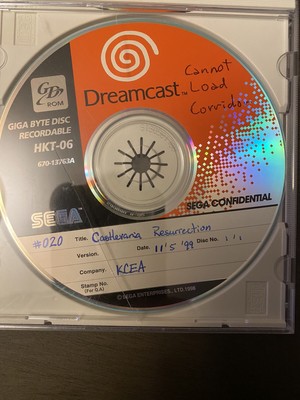 GD
ROM
Dreamcast™
Cannot
Load
Corridor
GIGA BYTE DISC
RECORDABLE
HKT-06
670-13763A
SEGA
SEGA CONFIDENTIAL
#020 Title. Castlevania Resurrection
Version. Date. 11/5 '99 Disc No. 1/1
Company. KCEA
Stamp No.
(For Q.A)
© SEGA ENTERPRISES, LTD.1998